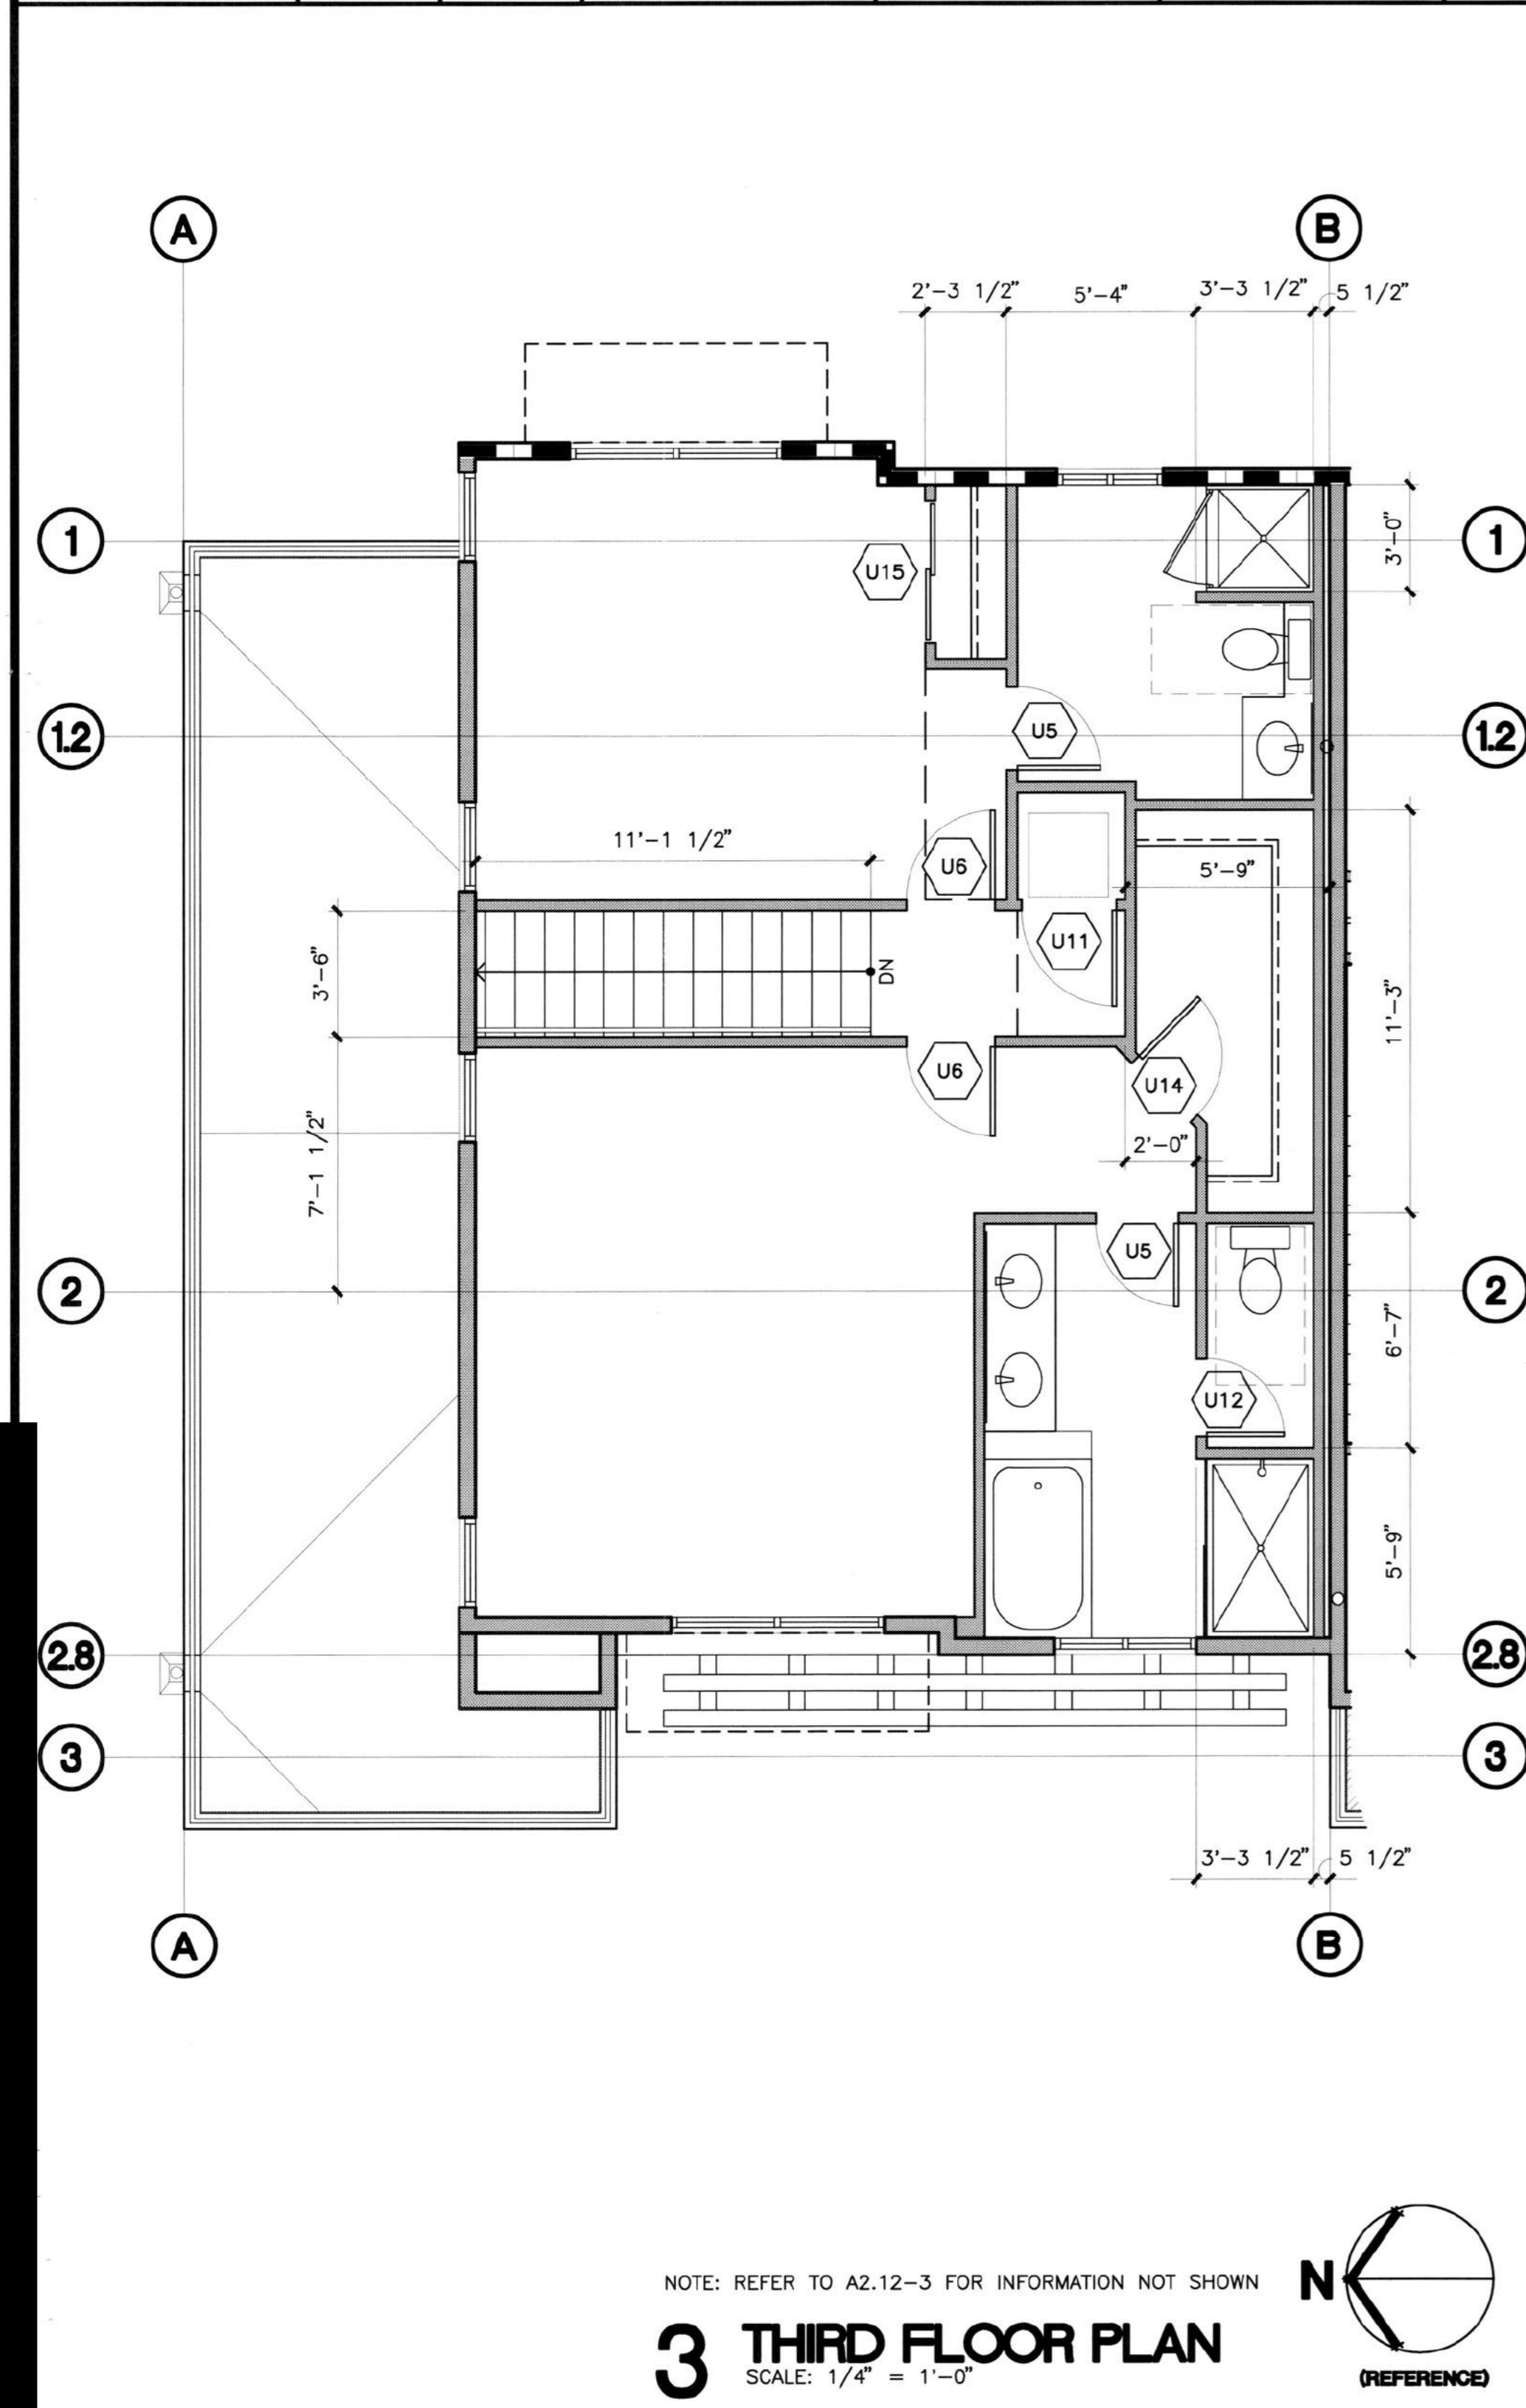 A B
2'-3 1/2" 5'-4" 3'-3 1/2" 5 1/2"
1 1
3'-0"
U15
1.2 U5 1.2
11'-1 1/2" U6 5'-9"
3'-6" DN U11 11'-3"
U6 U14
7'-1 1/2" 2'-0"
U5
2 2
6'-7"
U12
5'-9"
2.8 2.8
3 3
3'-3 1/2" 5 1/2"
A B
NOTE: REFER TO A2.12-3 FOR INFORMATION NOT SHOWN
N
3 THIRD FLOOR PLAN
SCALE: 1/4" = 1'-0"
(REFERENCE)